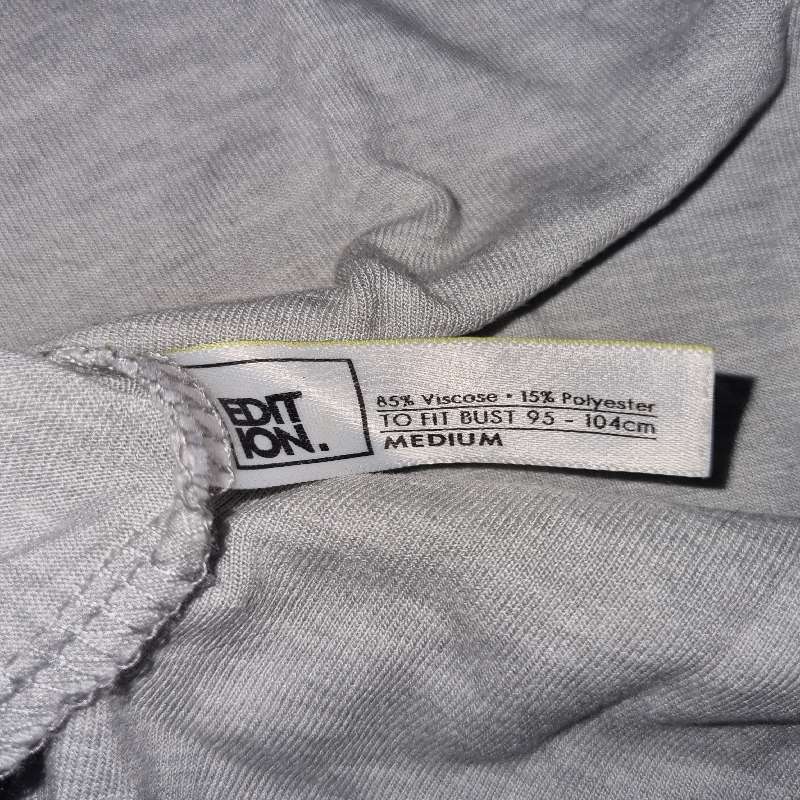 EDIT
ION.
85% Viscose • 15% Polyester
TO FIT BUST 95 - 104cm
MEDIUM